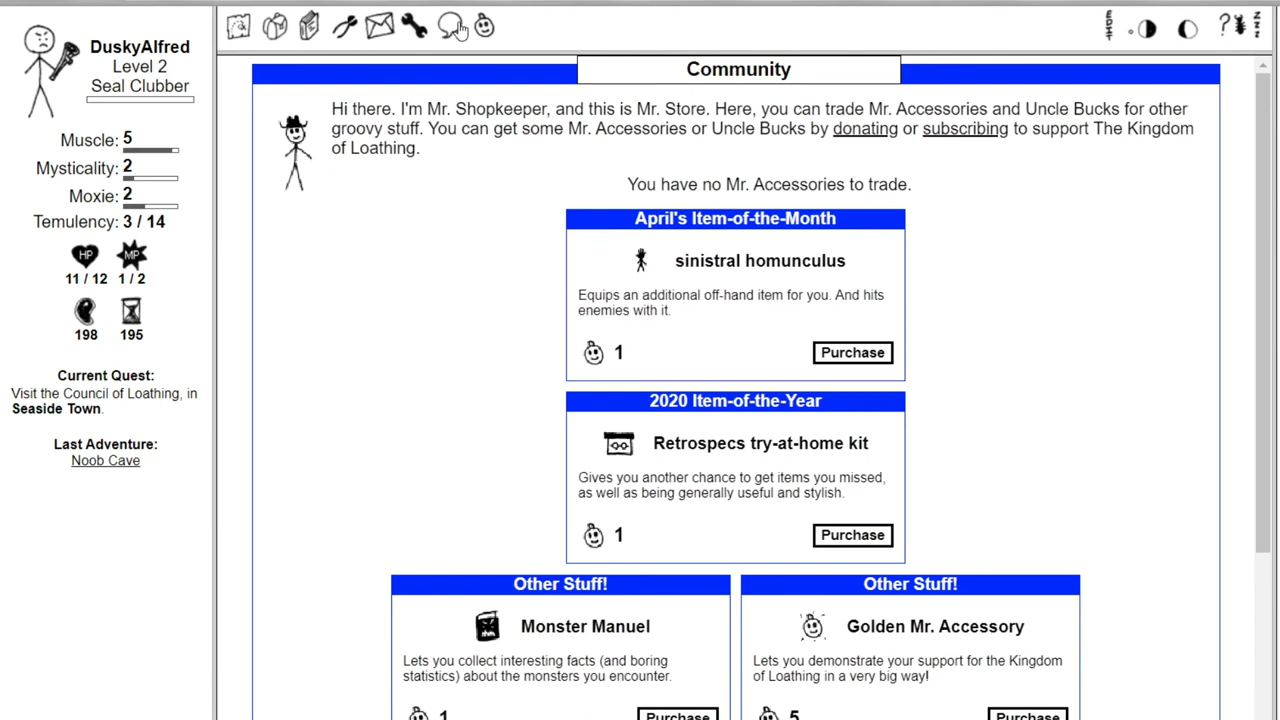 DuskyAlfred
Level 2
Seal Clubber
Muscle: 5
Mysticality: 2
Moxie: 2
Temulency: 3 / 14
HP MP
11 / 12 1 / 2
198 195
Current Quest:
Visit the Council of Loathing, in
Seaside Town.
Last Adventure:
Noob Cave
EDIT
?
ZZZ
Community
Hi there. I'm Mr. Shopkeeper, and this is Mr. Store. Here, you can trade Mr. Accessories and Uncle Bucks for other
groovy stuff. You can get some Mr. Accessories or Uncle Bucks by donating or subscribing to support The Kingdom
of Loathing.
You have no Mr. Accessories to trade.
April's Item-of-the-Month
sinistral homunculus
Equips an additional off-hand item for you. And hits
enemies with it.
1 Purchase
2020 Item-of-the-Year
Retrospecs try-at-home kit
Gives you another chance to get items you missed,
as well as being generally useful and stylish.
1 Purchase
Other Stuff!
Monster Manuel
Lets you collect interesting facts (and boring
statistics) about the monsters you encounter.
1 Purchase
Other Stuff!
Golden Mr. Accessory
Lets you demonstrate your support for the Kingdom
of Loathing in a very big way!
5 Purchase